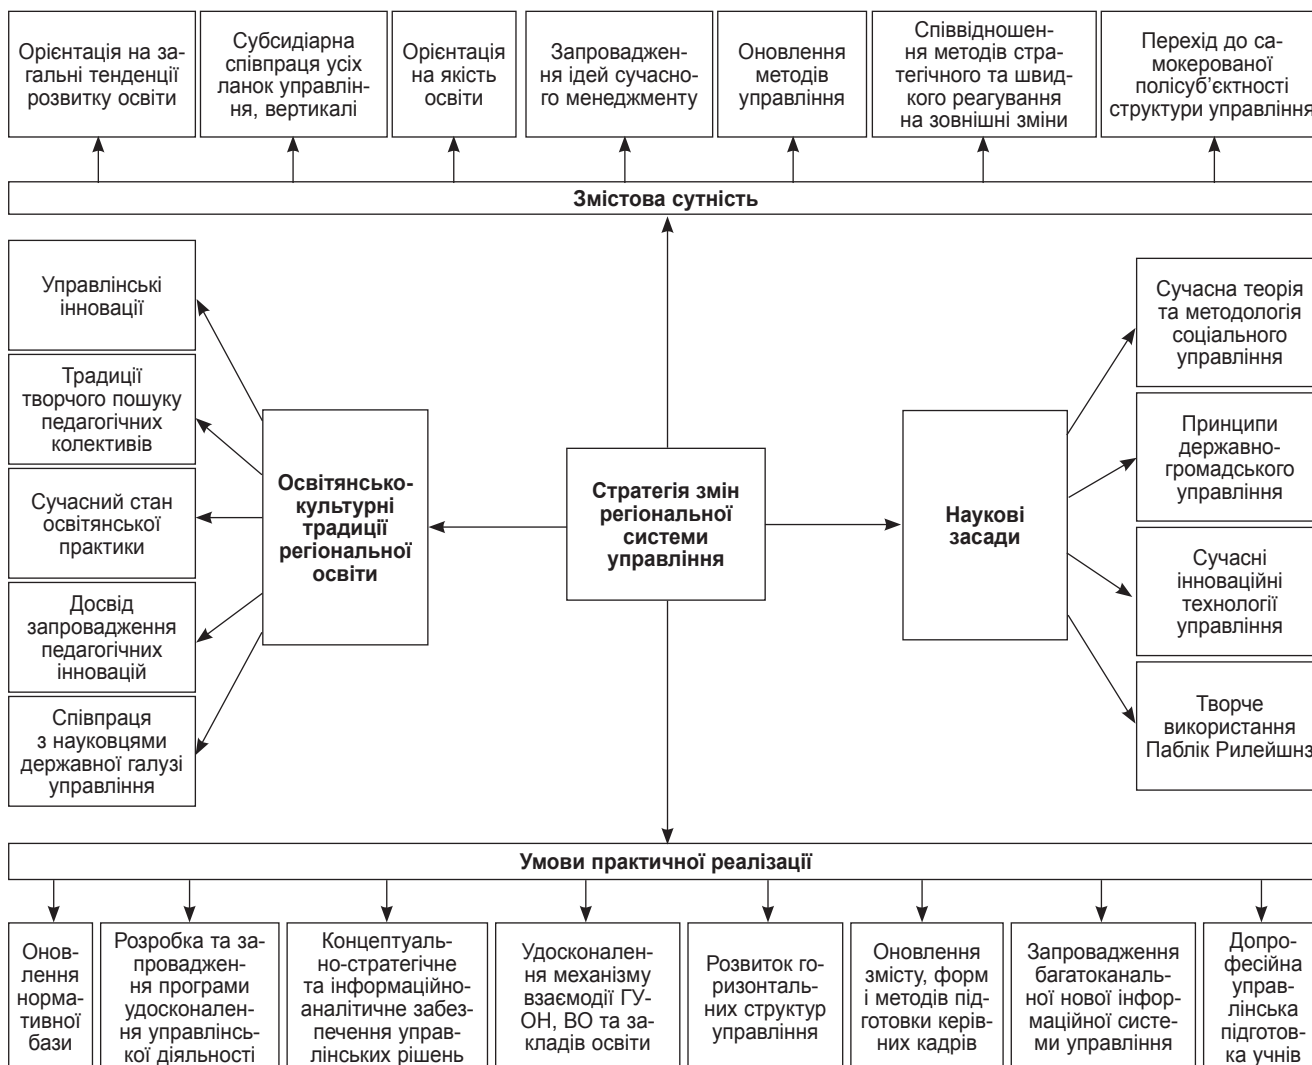 Орієнтація на за-
гальні тенденції
розвитку освіти
Субсидіарна
співпраця усіх
ланок управлін-
ня, вертикалі
Орієнтація
на якість
освіти
Запроваджен-
ня ідей сучасно-
го менеджменту
Оновлення
методів
управління
Співвідношен-
ня методів стра-
тегічного та швид-
кого реагування
на зовнішні зміни
Перехід до са-
мокерованої
полісуб’єктності
структури управління
Змістова сутність
Управлінські
інновації
Традиції
творчого пошуку
педагогічних
колективів
Сучасний стан
освітянської
практики
Досвід
запровадження
педагогічних
інновацій
Співпраця
з науковцями
державної галузі
управління
Освітянсько-
культурні
традиції
регіональної
освіти
Стратегія змін
регіональної
системи
управління
Наукові
засади
Сучасна теорія
та методологія
соціального
управління
Принципи
державно-
громадського
управління
Сучасні
інноваційні
технології
управління
Творче
використання
Паблік Рилейшнз
Умови практичної реалізації
Онов-
лення
норма-
тивної
бази
Розробка та за-
проваджен-
ня програми
удосконален-
ня управлінсь-
кої діяльності
Концептуаль-
но-стратегічне
та інформаційно-
аналітичне забез-
печення управ-
лінських рішень
Удосконален-
ня механізму
взаємодії ГУ-
ОН, ВО та за-
кладів освіти
Розвиток го-
ризонталь-
них структур
управління
Оновлення
змісту, форм
і методів під-
готовки керів-
них кадрів
Запровадження
багатоканаль-
ної нової інфор-
маційної систе-
ми управління
Допро-
фесійна
управ-
лінська
підготов-
ка учнів